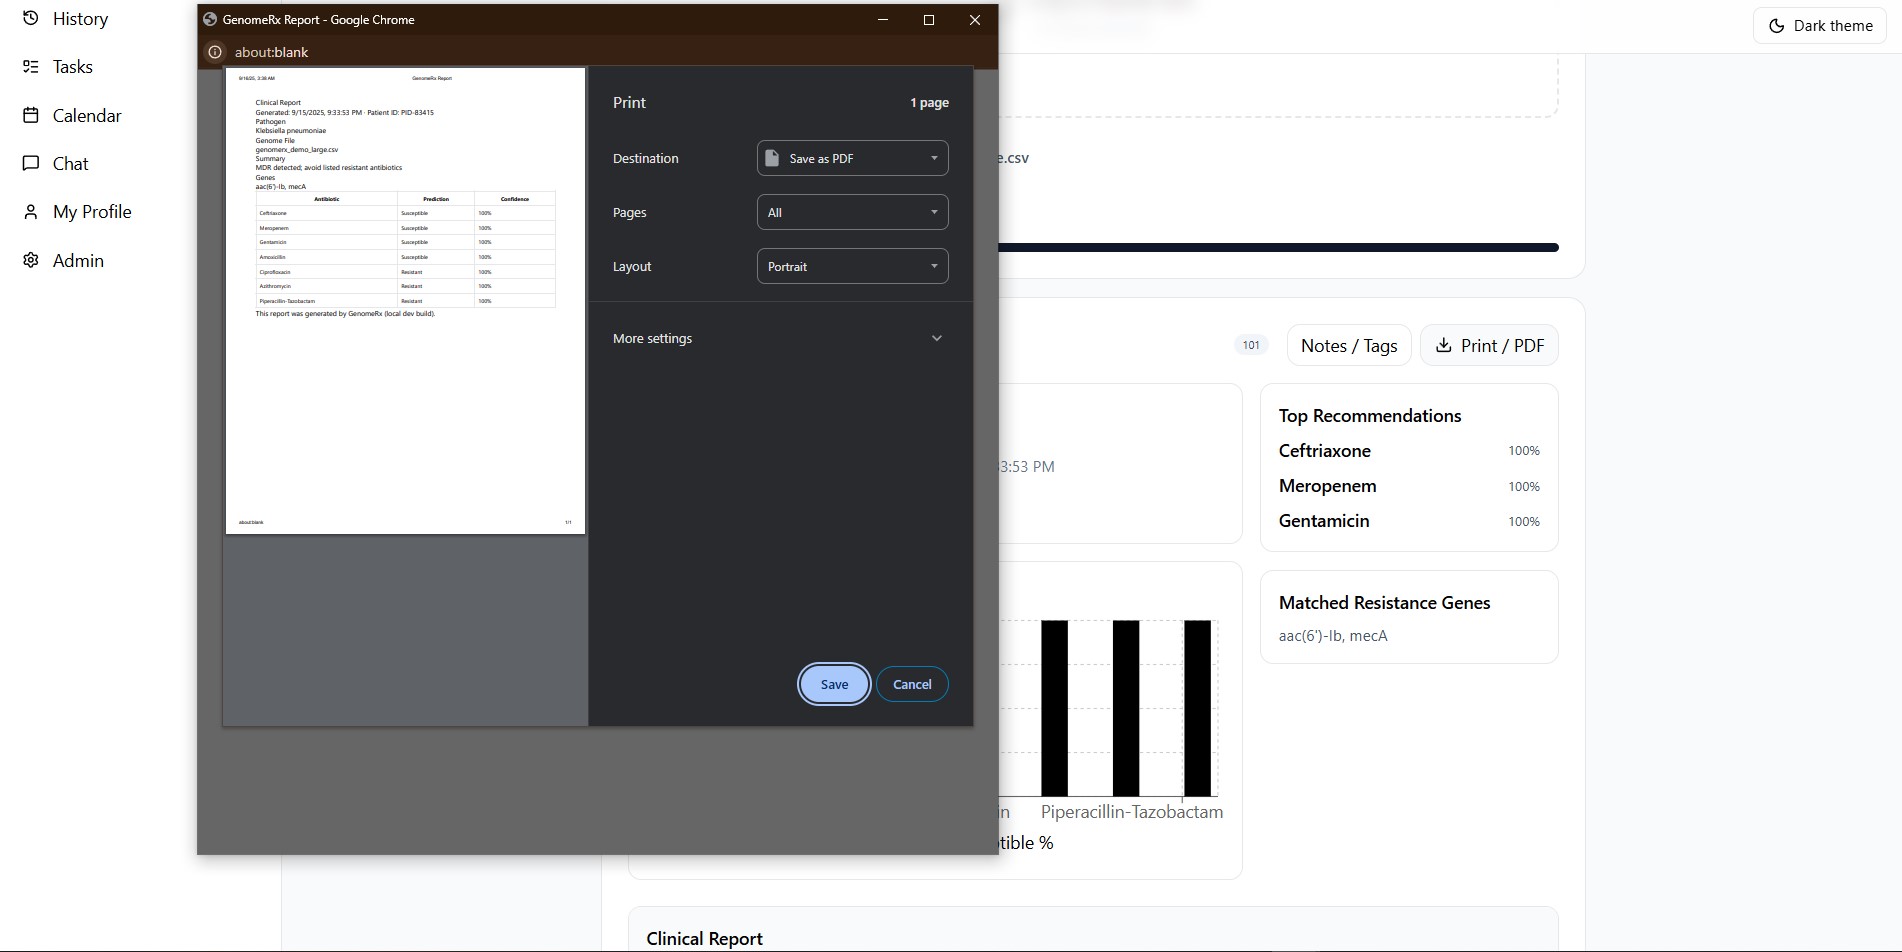 History
Tasks
Calendar
Chat
My Profile
Admin
GenomeRx Report - Google Chrome
about:blank
9/16/25, 3:38 AM GenomeRx Report
Clinical Report
Generated: 9/15/2025, 9:33:53 PM · Patient ID: PID-83415
Pathogen
Klebsiella pneumoniae
Genome File
genomerx_demo_large.csv
Summary
MDR detected; avoid listed resistant antibiotics
Genes
aac(6')-Ib, mecA
Antibiotic Prediction Confidence
Ceftriaxone Susceptible 100%
Meropenem Susceptible 100%
Gentamicin Susceptible 100%
Amoxicillin Susceptible 100%
Ciprofloxacin Resistant 100%
Azithromycin Resistant 100%
Piperacillin-Tazobactam Resistant 100%
This report was generated by GenomeRx (local dev build).
about:blank 1/1
Print 1 page
Destination Save as PDF
Pages All
Layout Portrait
More settings
Save Cancel
Dark theme
e.csv
101 Notes / Tags Print / PDF
3:53 PM
Top Recommendations
Ceftriaxone 100%
Meropenem 100%
Gentamicin 100%
Matched Resistance Genes
aac(6')-Ib, mecA
in Piperacillin-Tazobactam
tible %
Clinical Report